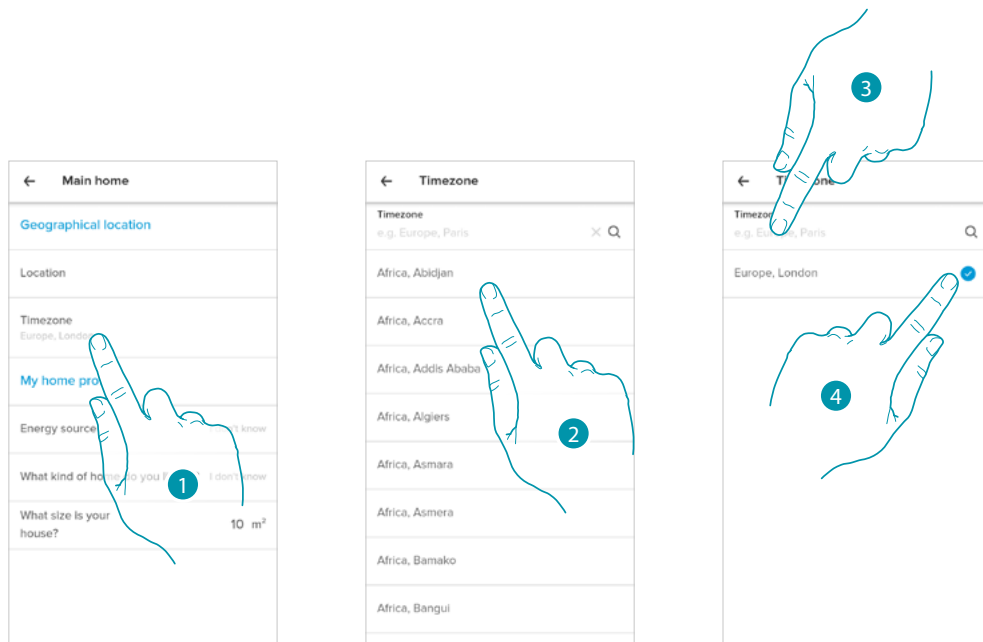 ← Main home
Geographical location
Location
Timezone
Europe, London
My home pro
Energy source
't know
What kind of home do you I don't know
What size is your
house?
10 m²
1
← Timezone
Timezone
e.g. Europe, Paris
Africa, Abidjan
Africa, Accra
Africa, Addis Ababa
Africa, Algiers
Africa, Asmara
Africa, Asmera
Africa, Bamako
Africa, Bangui
2
3
← Timezone
Timezone
e.g. Europe, Paris
Europe, London
4